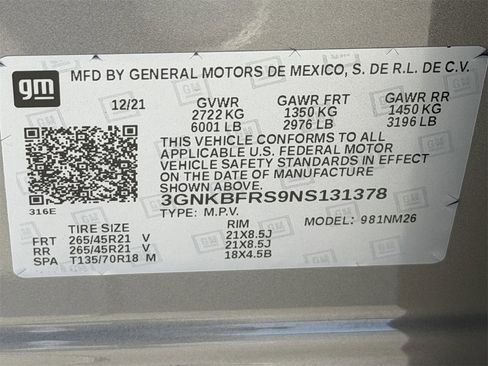 gm
MFD BY GENERAL MOTORS DE MEXICO, S. DE R.L. DE C.V.
12/21 GVWR GAWR FRT GAWR RR
2722 KG 1350 KG 1450 KG
6001 LB 2976 LB 3196 LB
THIS VEHICLE CONFORMS TO ALL
APPLICABLE U.S. FEDERAL MOTOR
VEHICLE SAFETY STANDARDS IN EFFECT
ON THE DATE OF MANUFACTURE
SHOWN ABOVE.
316E
3GNKBFRS9NS131378
TYPE: M.P.V. MODEL: 981NM26
TIRE SIZE RIM
FRT 265/45R21 V 21X8.5J
RR 265/45R21 V 21X8.5J
SPA T135/70R18 M 18X4.5B